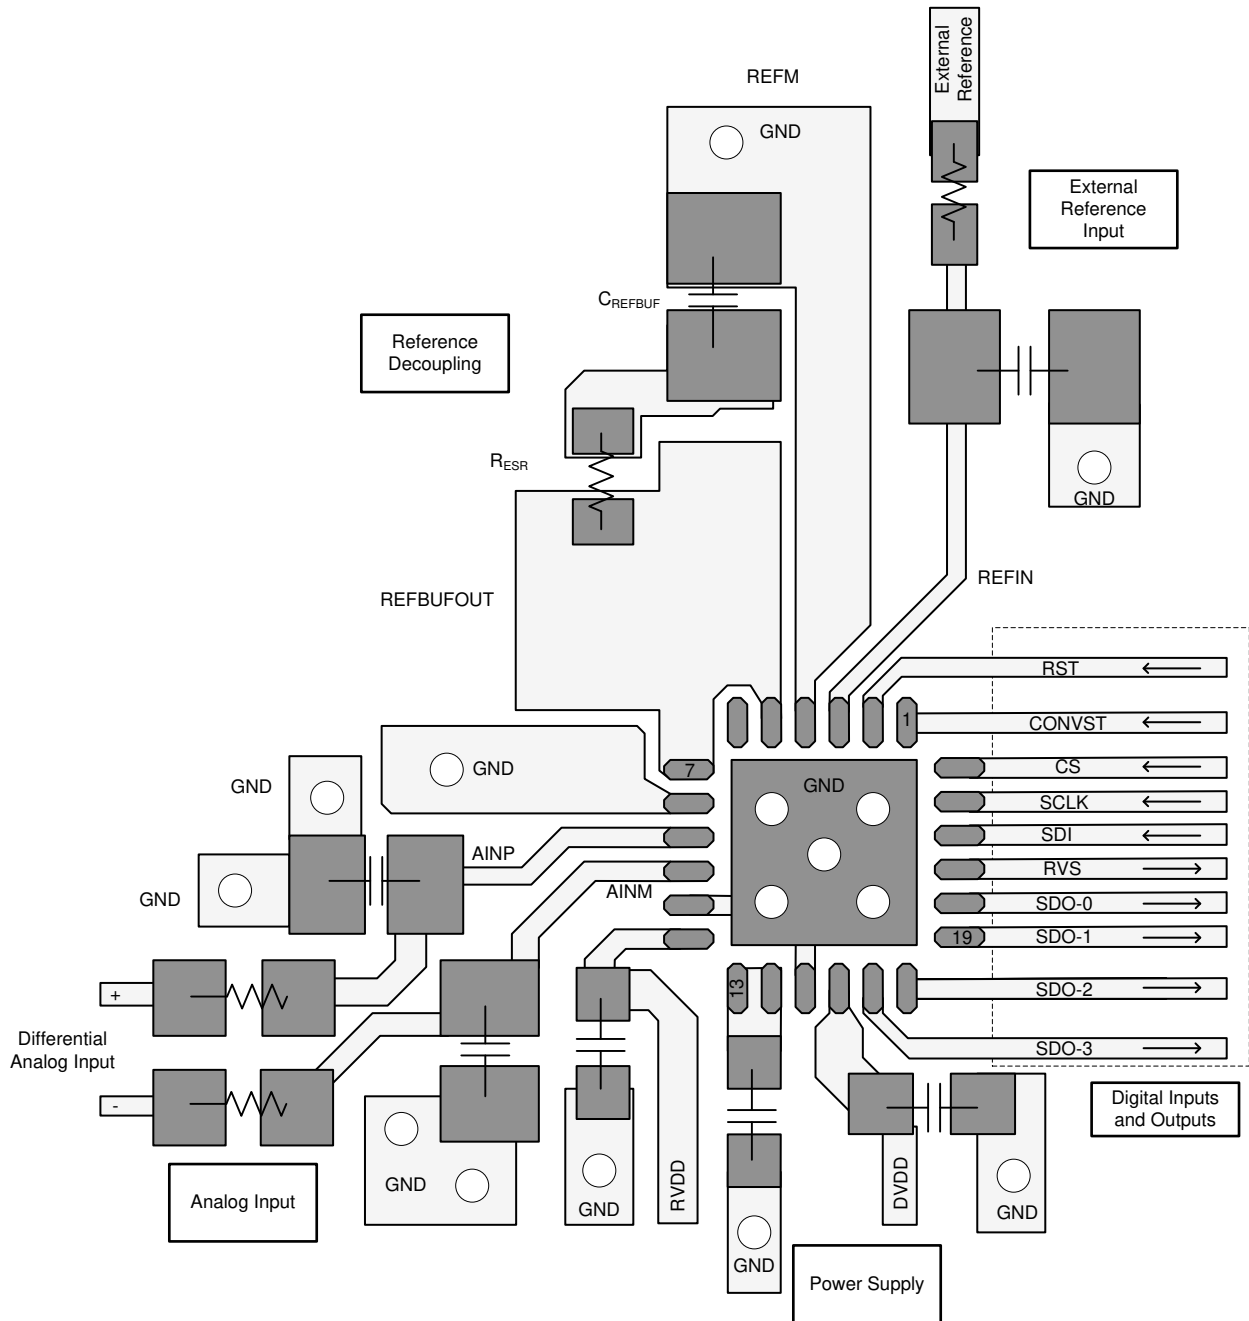 External
Reference
REFM
GND
External
Reference
Input
C_REFBUF
Reference
Decoupling
R_ESR
GND
REFIN
REFBUFOUT
RST
CONVST
1
CS
7
GND
GND
GND
SCLK
SDI
AINP
RVS
AINM
GND
SDO-0
19
SDO-1
13
SDO-2
+
Differential
Analog Input
SDO-3
-
Digital Inputs
and Outputs
Analog Input
GND
RVDD
DVDD
GND
GND
GND
Power Supply